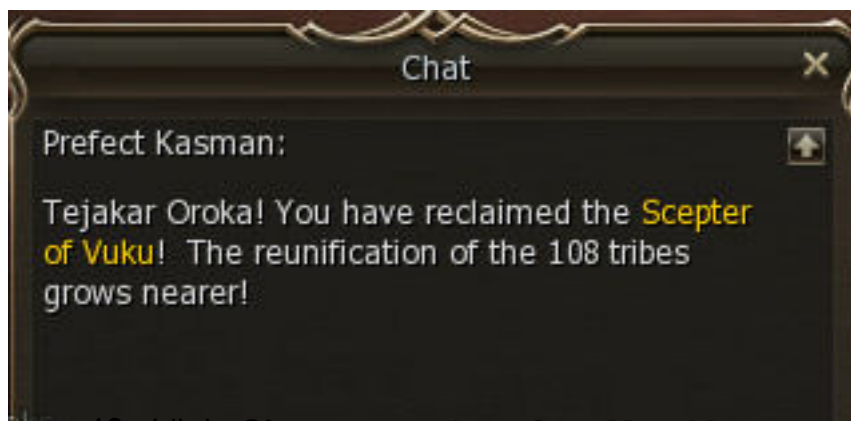 Chat
Prefect Kasman:
Tejakar Oroka! You have reclaimed the Scepter
of Vuku!  The reunification of the 108 tribes
grows nearer!